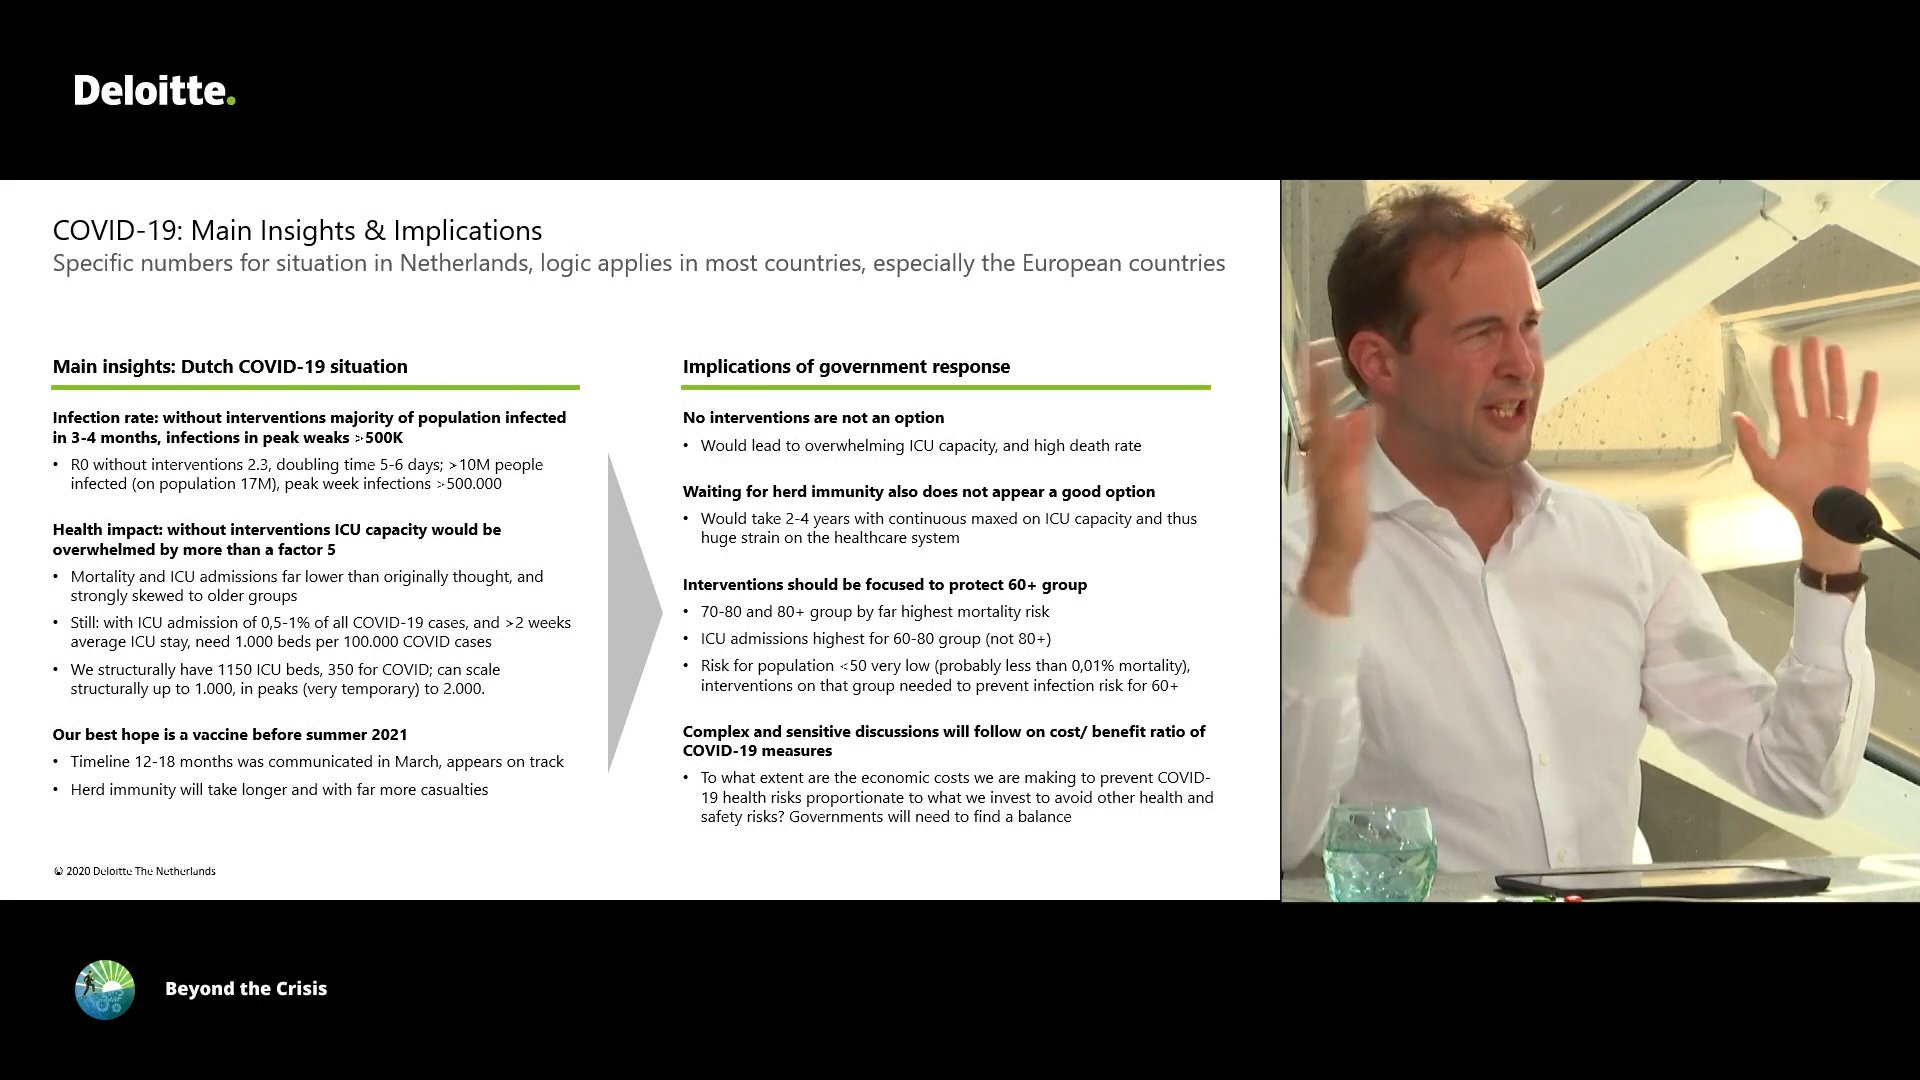 Deloitte.
COVID-19: Main Insights & Implications
Specific numbers for situation in Netherlands, logic applies in most countries, especially the European countries
Main insights: Dutch COVID-19 situation
Infection rate: without interventions majority of population infected
in 3-4 months, infections in peak weaks >500K
• R0 without interventions 2.3, doubling time 5-6 days; >10M people
infected (on population 17M), peak week infections >500.000
Health impact: without interventions ICU capacity would be
overwhelmed by more than a factor 5
• Mortality and ICU admissions far lower than originally thought, and
strongly skewed to older groups
• Still: with ICU admission of 0,5-1% of all COVID-19 cases, and >2 weeks
average ICU stay, need 1.000 beds per 100.000 COVID cases
• We structurally have 1150 ICU beds, 350 for COVID; can scale
structurally up to 1.000, in peaks (very temporary) to 2.000.
Our best hope is a vaccine before summer 2021
• Timeline 12-18 months was communicated in March, appears on track
• Herd immunity will take longer and with far more casualties
Implications of government response
No interventions are not an option
• Would lead to overwhelming ICU capacity, and high death rate
Waiting for herd immunity also does not appear a good option
• Would take 2-4 years with continuous maxed on ICU capacity and thus
huge strain on the healthcare system
Interventions should be focused to protect 60+ group
• 70-80 and 80+ group by far highest mortality risk
• ICU admissions highest for 60-80 group (not 80+)
• Risk for population <50 very low (probably less than 0,01% mortality),
interventions on that group needed to prevent infection risk for 60+
Complex and sensitive discussions will follow on cost/ benefit ratio of
COVID-19 measures
• To what extent are the economic costs we are making to prevent COVID-
19 health risks proportionate to what we invest to avoid other health and
safety risks? Governments will need to find a balance
© 2020 Deloitte The Netherlands
Beyond the Crisis